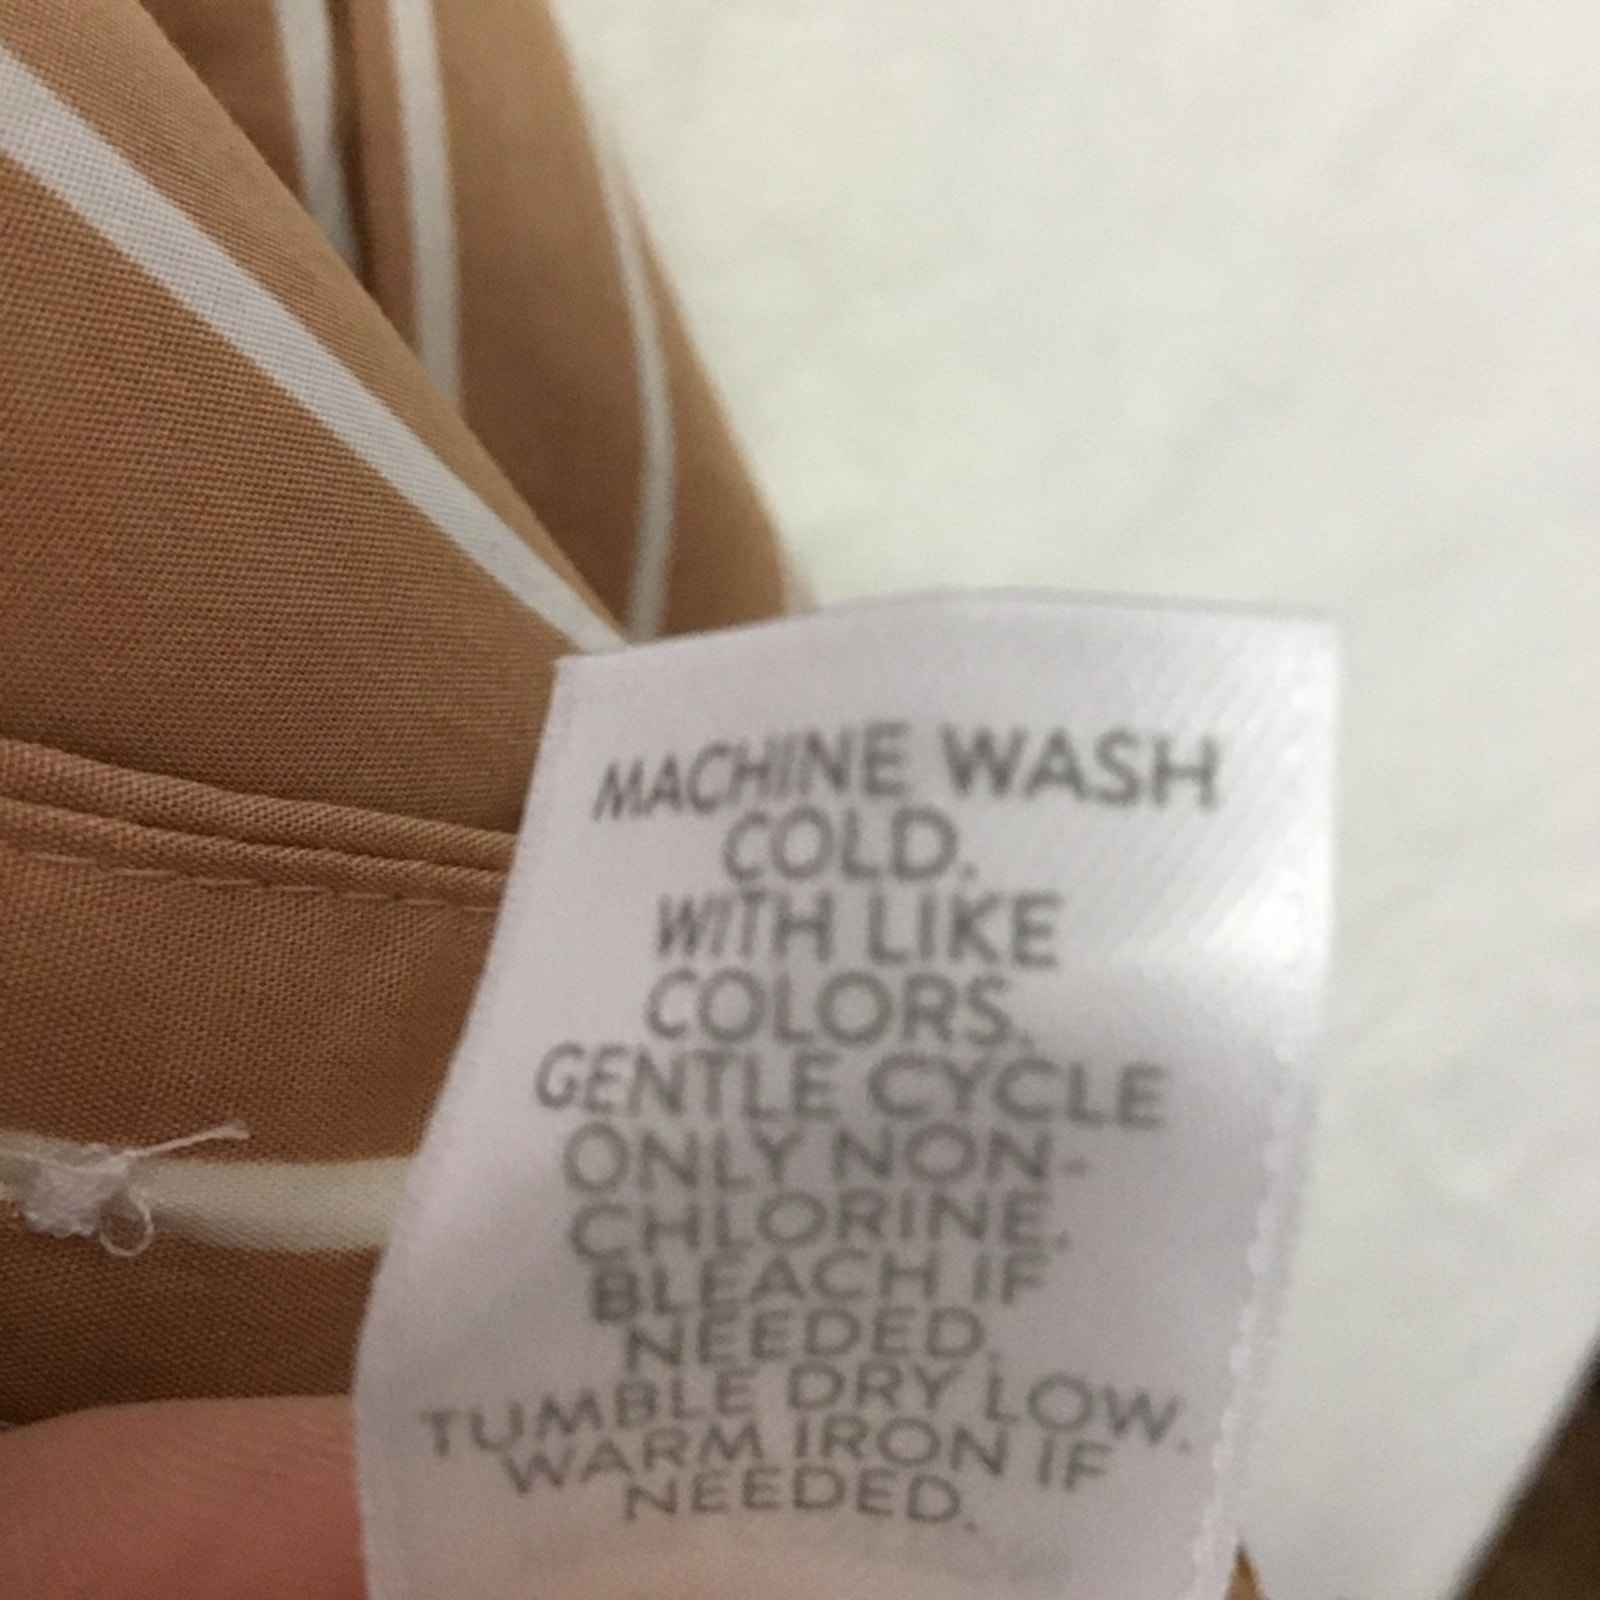 MACHINE WASH
COLD.
WITH LIKE
COLORS.
GENTLE CYCLE
ONLY NON-
CHLORINE.
BLEACH IF
NEEDED.
TUMBLE DRY LOW.
WARM IRON IF
NEEDED.